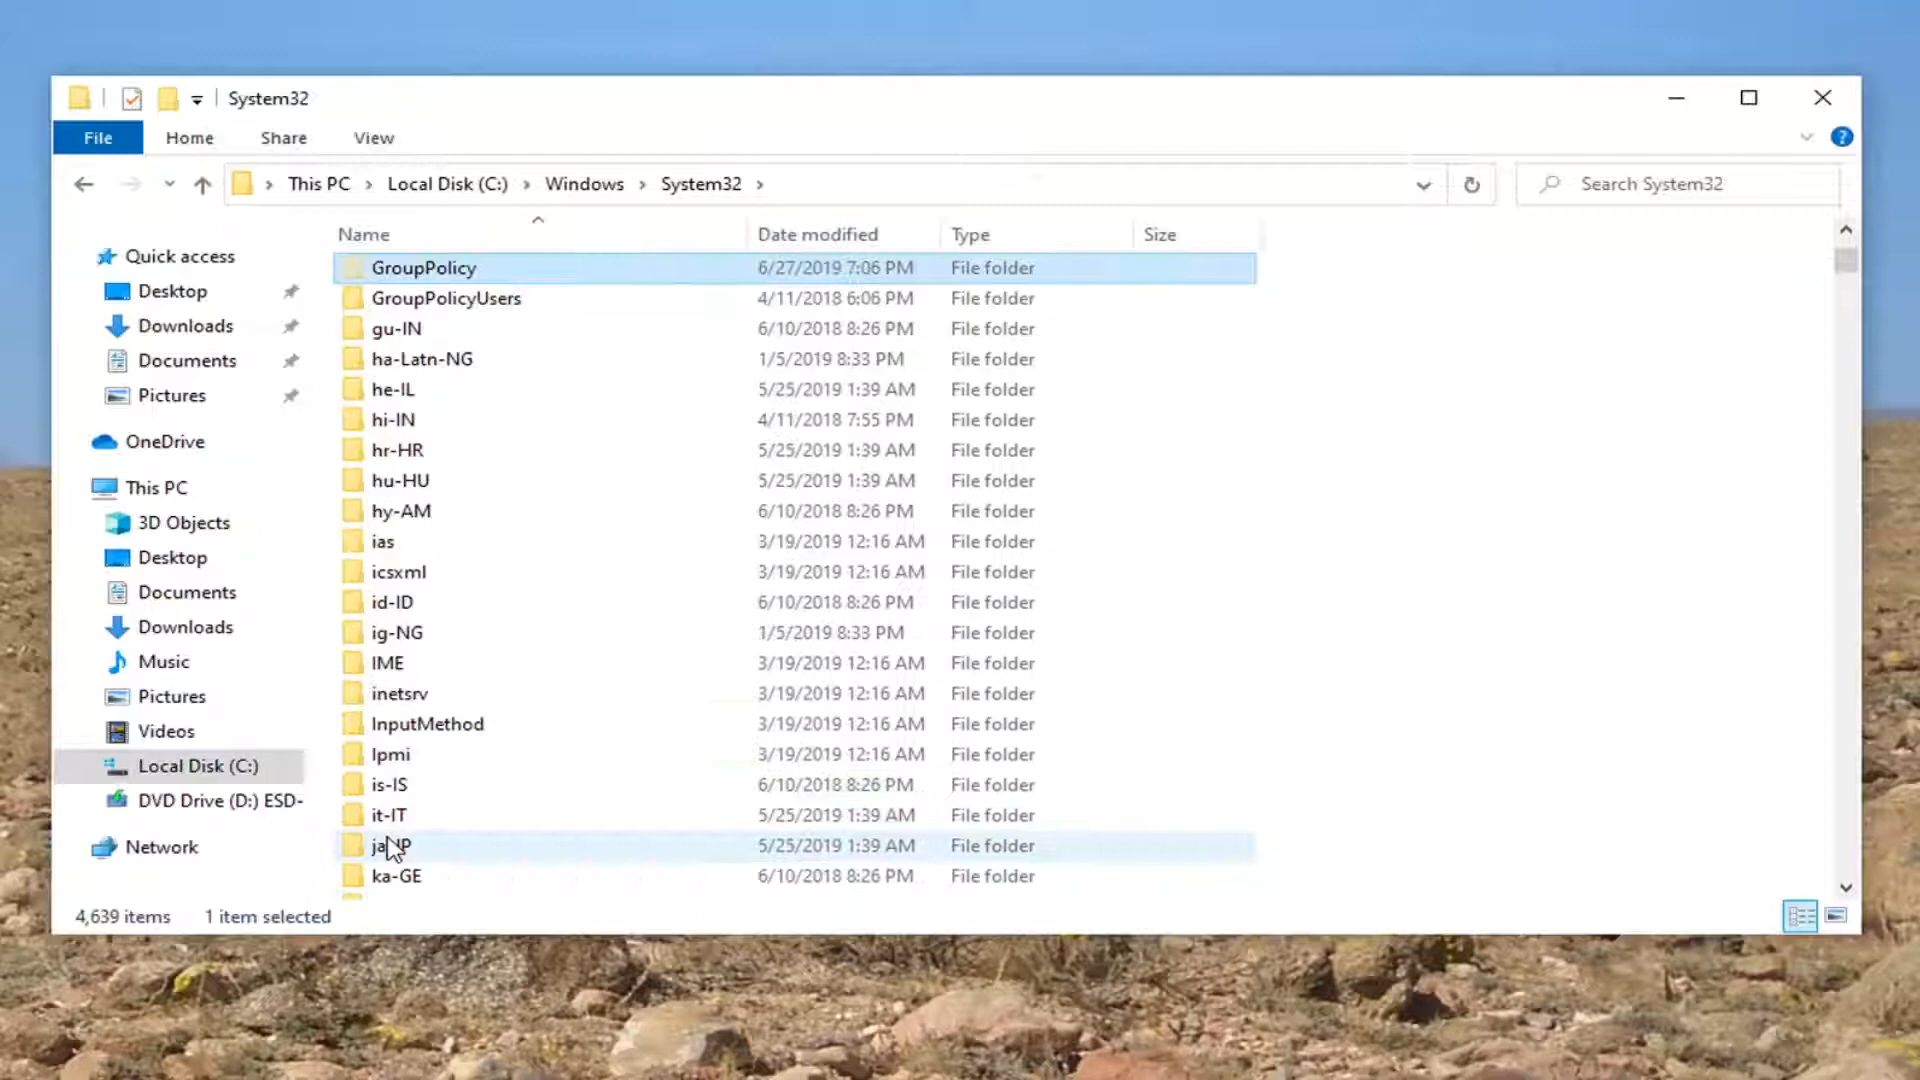 System32
File Home Share View
This PC Local Disk (C:) Windows System32 Search System32
Name Date modified Type Size
Quick access
Desktop
Downloads
Documents
Pictures
OneDrive
This PC
3D Objects
Desktop
Documents
Downloads
Music
Pictures
Videos
Local Disk (C:)
DVD Drive (D:) ESD-
Network
GroupPolicy 6/27/2019 7:06 PM File folder
GroupPolicyUsers 4/11/2018 6:06 PM File folder
gu-IN 6/10/2018 8:26 PM File folder
ha-Latn-NG 1/5/2019 8:33 PM File folder
he-IL 5/25/2019 1:39 AM File folder
hi-IN 4/11/2018 7:55 PM File folder
hr-HR 5/25/2019 1:39 AM File folder
hu-HU 5/25/2019 1:39 AM File folder
hy-AM 6/10/2018 8:26 PM File folder
ias 3/19/2019 12:16 AM File folder
icsxml 3/19/2019 12:16 AM File folder
id-ID 6/10/2018 8:26 PM File folder
ig-NG 1/5/2019 8:33 PM File folder
IME 3/19/2019 12:16 AM File folder
inetsrv 3/19/2019 12:16 AM File folder
InputMethod 3/19/2019 12:16 AM File folder
Ipmi 3/19/2019 12:16 AM File folder
is-IS 6/10/2018 8:26 PM File folder
it-IT 5/25/2019 1:39 AM File folder
5/25/2019 1:39 AM File folder
ka-GE 6/10/2018 8:26 PM File folder
4,639 items 1 item selected